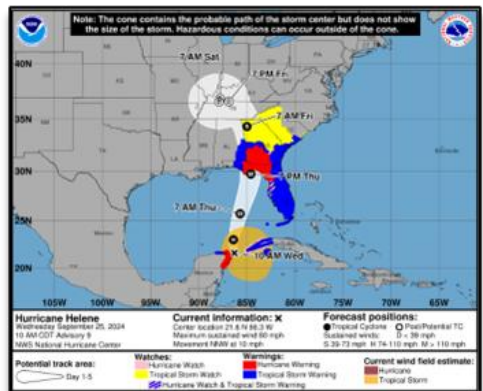 Note: The cone contains the probable path of the storm center but does not show
the size of the storm. Hazardous conditions can occur outside of the cone.
7 AM Sat
7 PM Fri
40N
7 AM Fri
35N
PM Thu
30N
7 AM Thu
25N
10 AM Wed
20N
105W 100W 95W 90W 85W 80W 75W 70W 65W
Hurricane Helene
Wednesday September 25, 2024
10 AM CDT Advisory 9
NWS National Hurricane Center
Current information: x
Center location 21.6 N 86.3 W
Maximum sustained wind 80 mph
Movement NNW at 10 mph
Forecast positions:
Tropical Cyclone Post/Potential TC
Sustained winds: D < 39 mph
S 39-73 mph H 74-110 mph M > 110 mph
Potential track area:
Day 1-5
Watches:
Hurricane Watch
Tropical Storm Watch
Warnings:
Hurricane Warning
Tropical Storm Warning
Hurricane Watch & Tropical Storm Warning
Current wind field estimate:
Hurricane
Tropical Storm